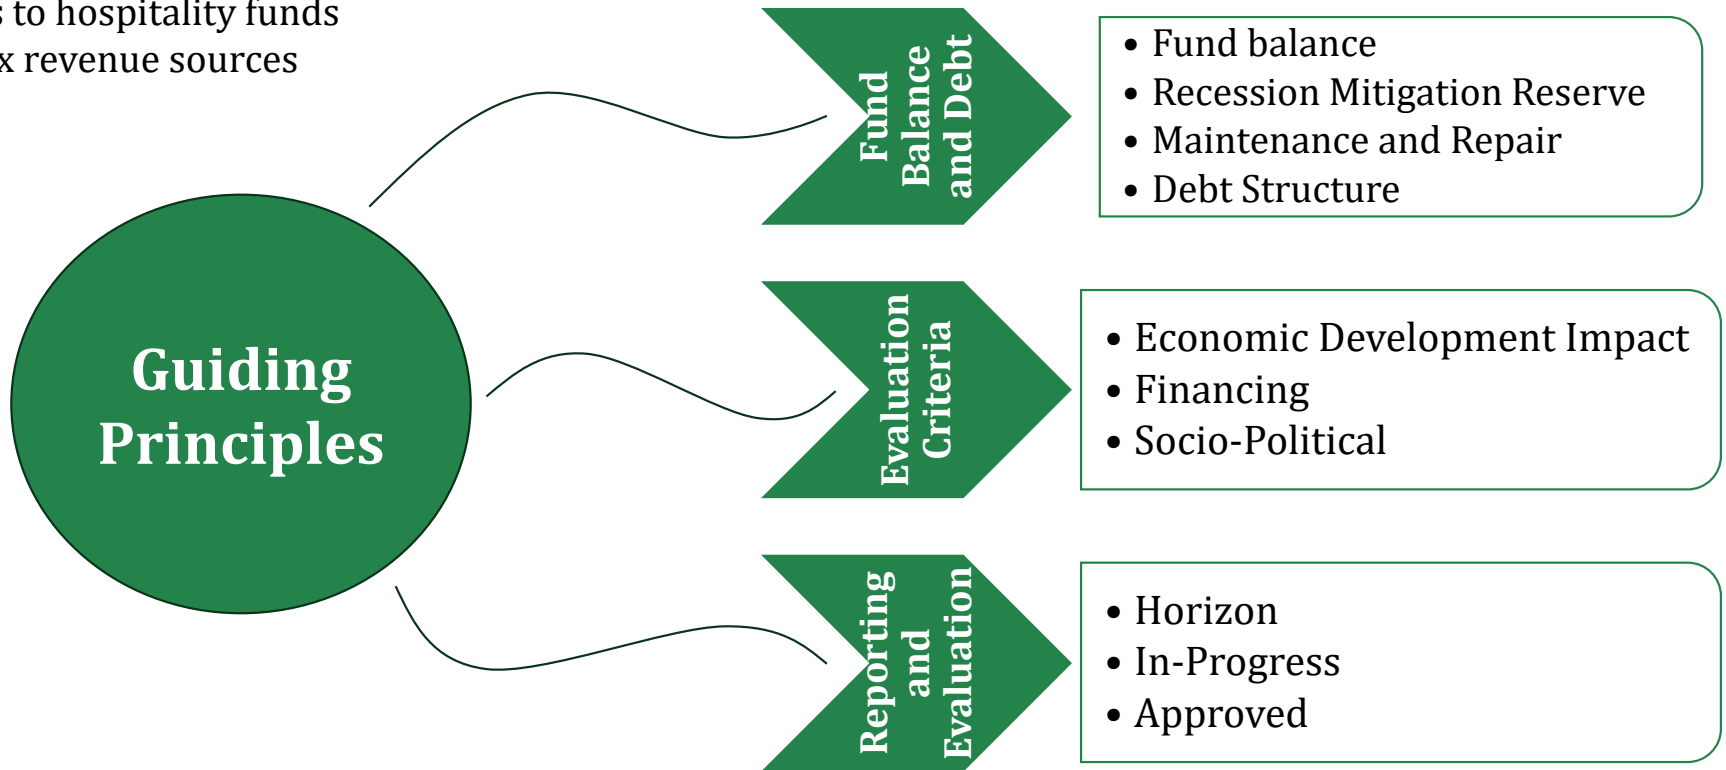 s to hospitality funds
x revenue sources
Guiding
Principles
Fund
Balance
and Debt
• Fund balance
• Recession Mitigation Reserve
• Maintenance and Repair
• Debt Structure
Evaluation
Criteria
• Economic Development Impact
• Financing
• Socio-Political
Reporting
and
Evaluation
• Horizon
• In-Progress
• Approved